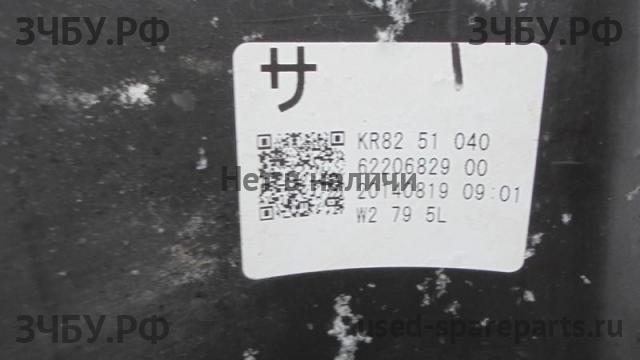 ЗЧБУ.РФ
ЗЧБУ.РФ
サ
KR82 51 040
62206829 00
Нет в наличии
20140819 09:01
W2 79 5L
ЗЧБУ.РФ
used-spareparts.ru